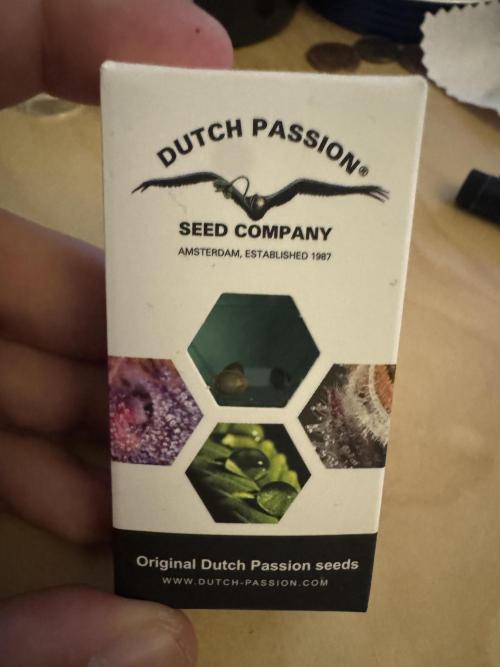 DUTCH PASSION®
SEED COMPANY
AMSTERDAM, ESTABLISHED 1987
Original Dutch Passion seeds
WWW.DUTCH-PASSION.COM